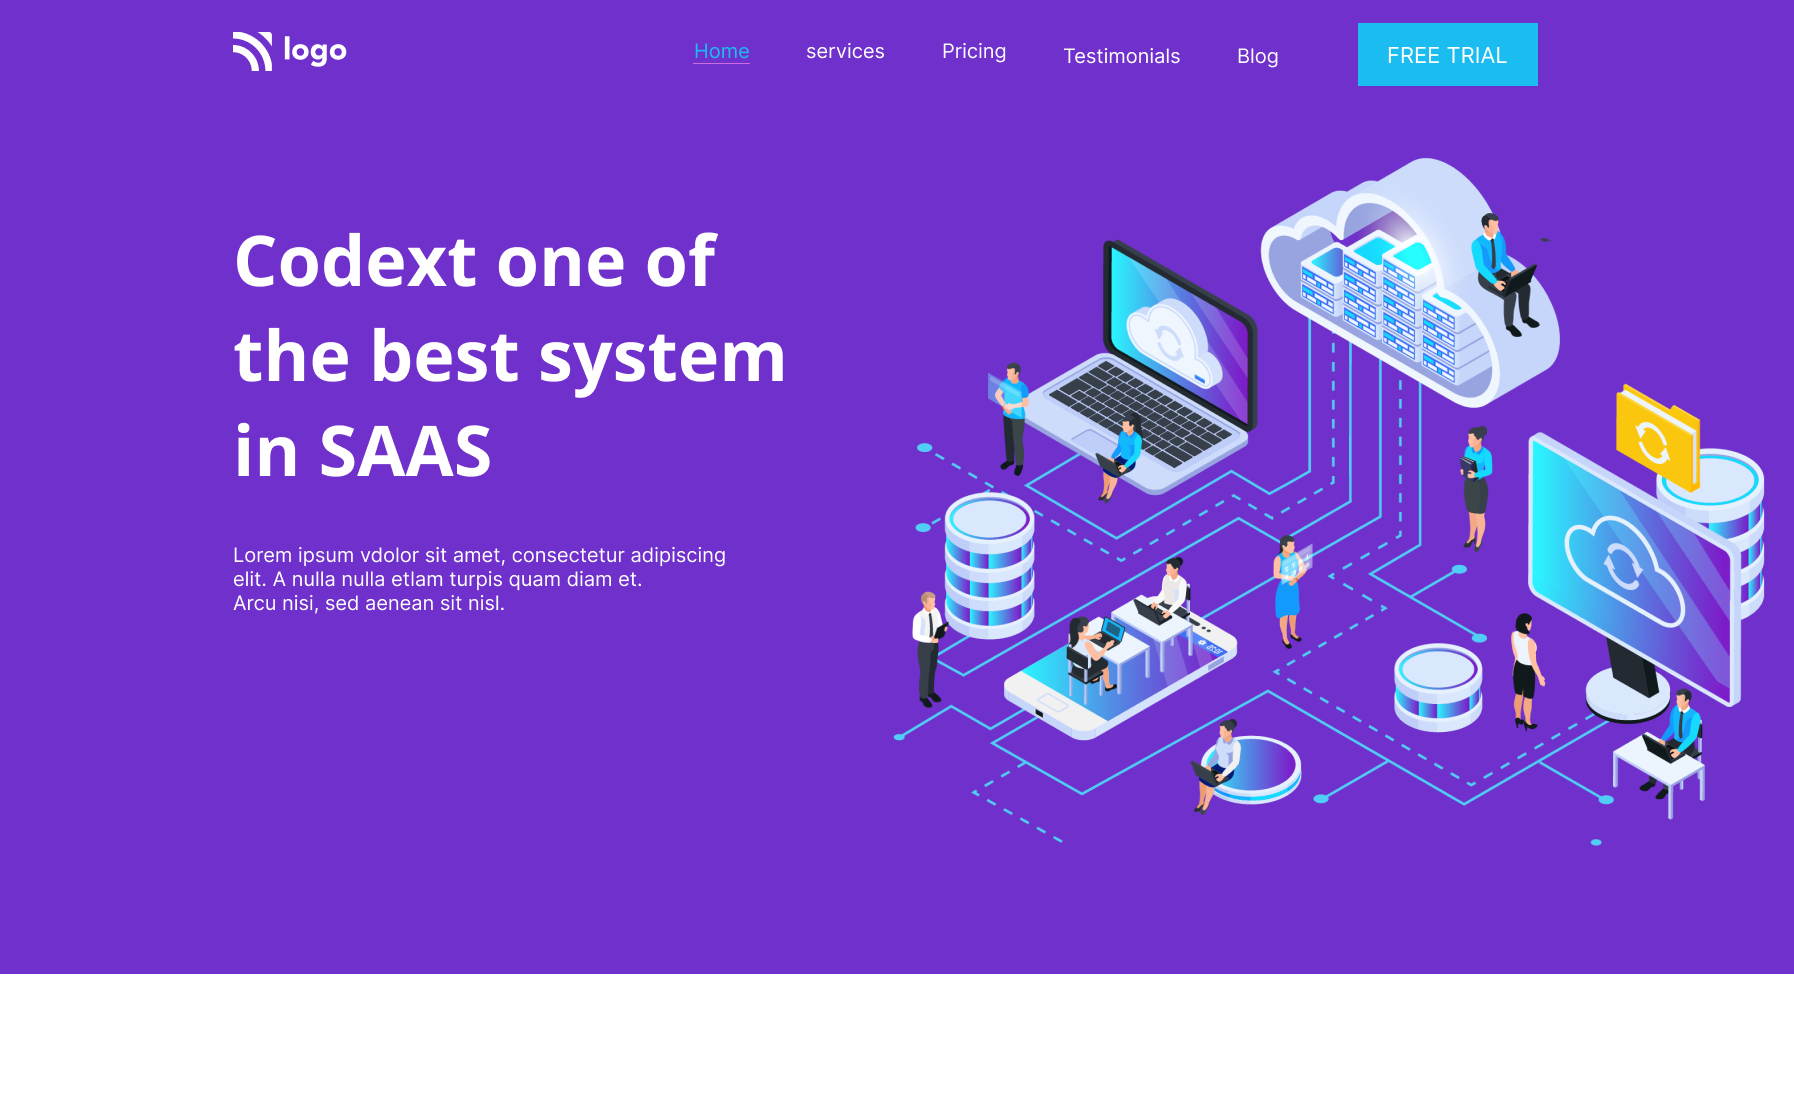 logo
Home
services
Pricing
Testimonials
Blog
FREE TRIAL
Codext one of
the best system
in SAAS
Lorem ipsum vdolor sit amet, consectetur adipiscing
elit. A nulla nulla etlam turpis quam diam et.
Arcu nisi, sed aenean sit nisl.